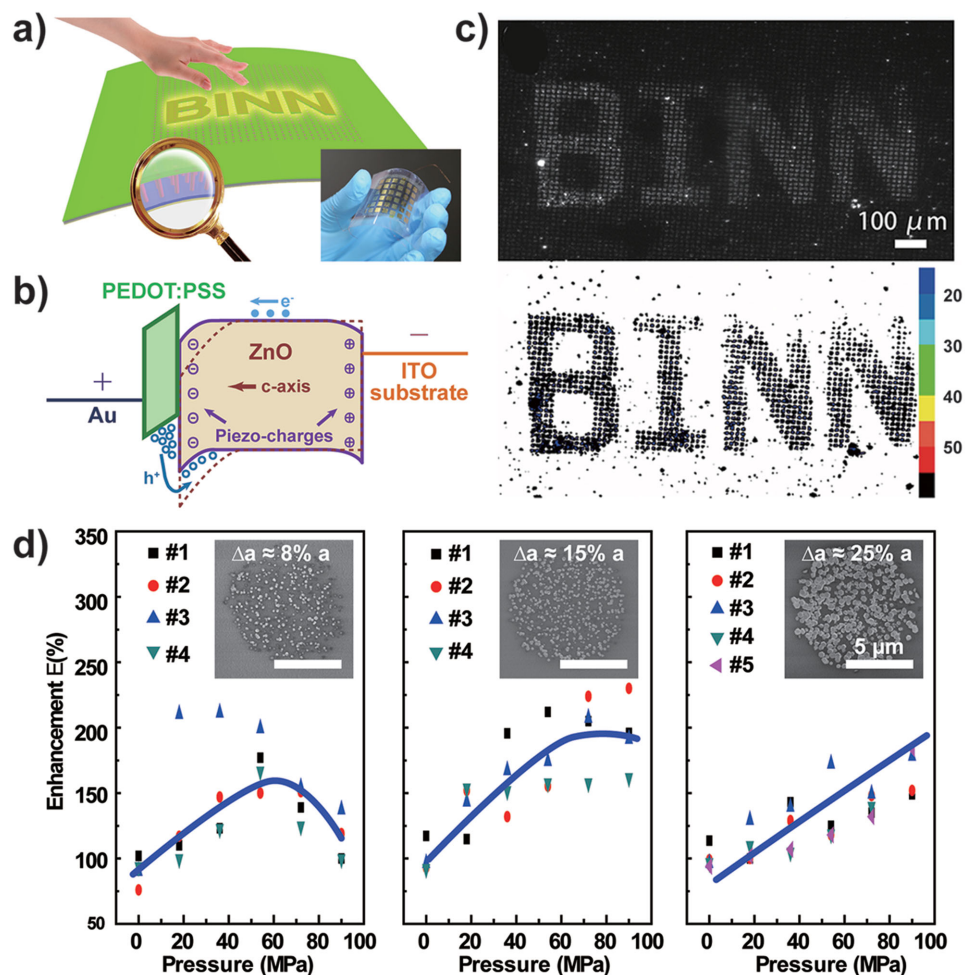 a)
BINN
b)
PEDOT:PSS
e-
ZnO
c-axis
+
Au
−
ITO
substrate
Piezo-charges
h+
c)
BINN
100 μm
BINN
20
30
40
50
d)
Enhancement E(%)
350
300
250
200
150
100
50
#1
#2
#3
#4
Δa ≈ 8% a
0 20 40 60 80 100
Pressure (MPa)
#1
#2
#3
#4
Δa ≈ 15% a
0 20 40 60 80 100
Pressure (MPa)
#1
#2
#3
#4
#5
Δa ≈ 25% a
5 μm
0 20 40 60 80 100
Pressure (MPa)